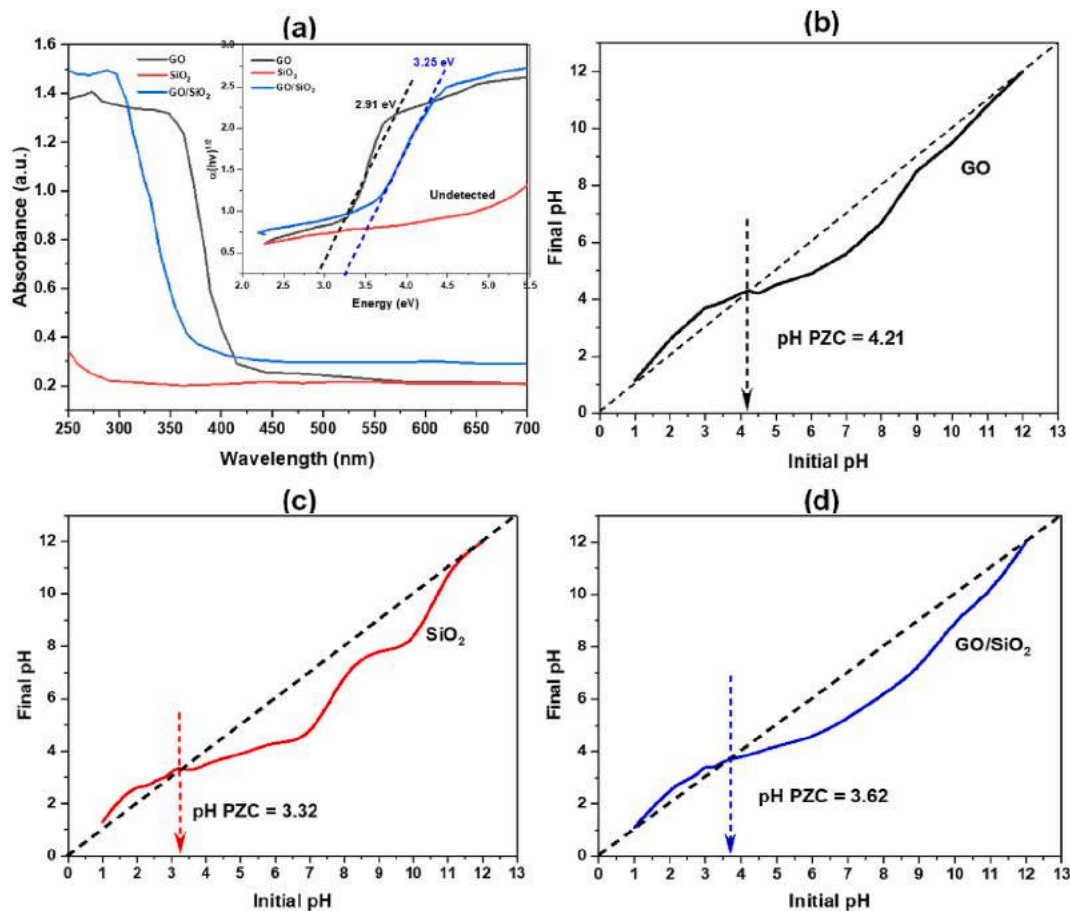 (a)
1.6
1.4
1.2
1.0
0.8
0.6
0.4
0.2
Absorbance (a.u.)
250 300 350 400 450 500 550 600 650 700
Wavelength (nm)
GO
SiO₂
GO/SiO₂
3.0
2.5
2.0
1.5
1.0
0.5
α(hν)^1/2
GO
SiO₂
GO/SiO₂
2.91 eV
3.25 eV
Undetected
2.0 2.5 3.0 3.5 4.0 4.5 5.0 5.5
Energy (eV)
(b)
12
10
8
6
4
2
0
Final pH
GO
pH PZC = 4.21
0 1 2 3 4 5 6 7 8 9 10 11 12 13
Initial pH
(c)
12
10
8
6
4
2
0
Final pH
SiO₂
pH PZC = 3.32
0 1 2 3 4 5 6 7 8 9 10 11 12 13
Initial pH
(d)
12
10
8
6
4
2
0
Final pH
GO/SiO₂
pH PZC = 3.62
0 1 2 3 4 5 6 7 8 9 10 11 12 13
Initial pH